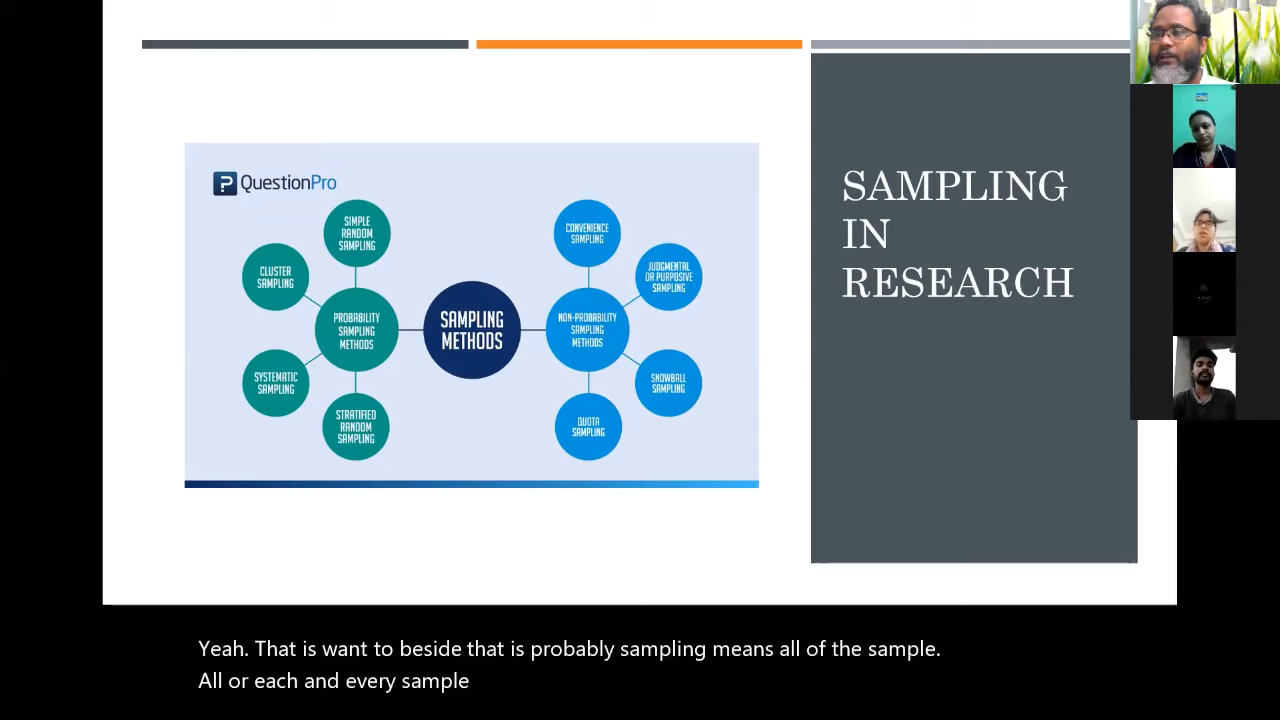 SAMPLING
IN
RESEARCH
QuestionPro
SIMPLE
RANDOM
SAMPLING
CLUSTER
SAMPLING
PROBABILITY
SAMPLING
METHODS
SYSTEMATIC
SAMPLING
STRATIFIED
RANDOM
SAMPLING
SAMPLING
METHODS
CONVENIENCE
SAMPLING
JUDGMENTAL
OR PURPOSIVE
SAMPLING
NON-PROBABILITY
SAMPLING
METHODS
SNOWBALL
SAMPLING
QUOTA
SAMPLING
Yeah. That is want to beside that is probably sampling means all of the sample.
All or each and every sample